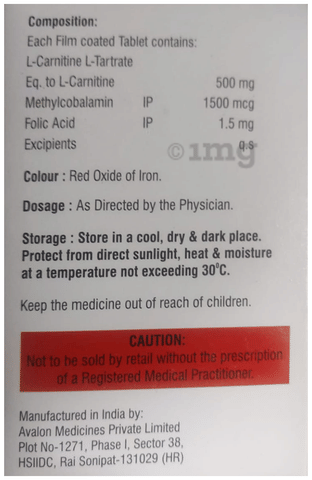 Composition:
Each Film coated Tablet contains:
L-Carnitine L-Tartrate
Eq. to L-Carnitine 500 mg
Methylcobalamin IP 1500 mcg
Folic Acid IP 1.5 mg
Excipients q.s
© 1mg
Colour : Red Oxide of Iron.
Dosage : As Directed by the Physician.
Storage : Store in a cool, dry & dark place.
Protect from direct sunlight, heat & moisture
at a temperature not exceeding 30°C.
Keep the medicine out of reach of children.
CAUTION:
Not to be sold by retail without the prescription
of a Registered Medical Practitioner.
Manufactured in India by:
Avalon Medicines Private Limited
Plot No-1271, Phase I, Sector 38,
HSIIDC, Rai Sonipat-131029 (HR)